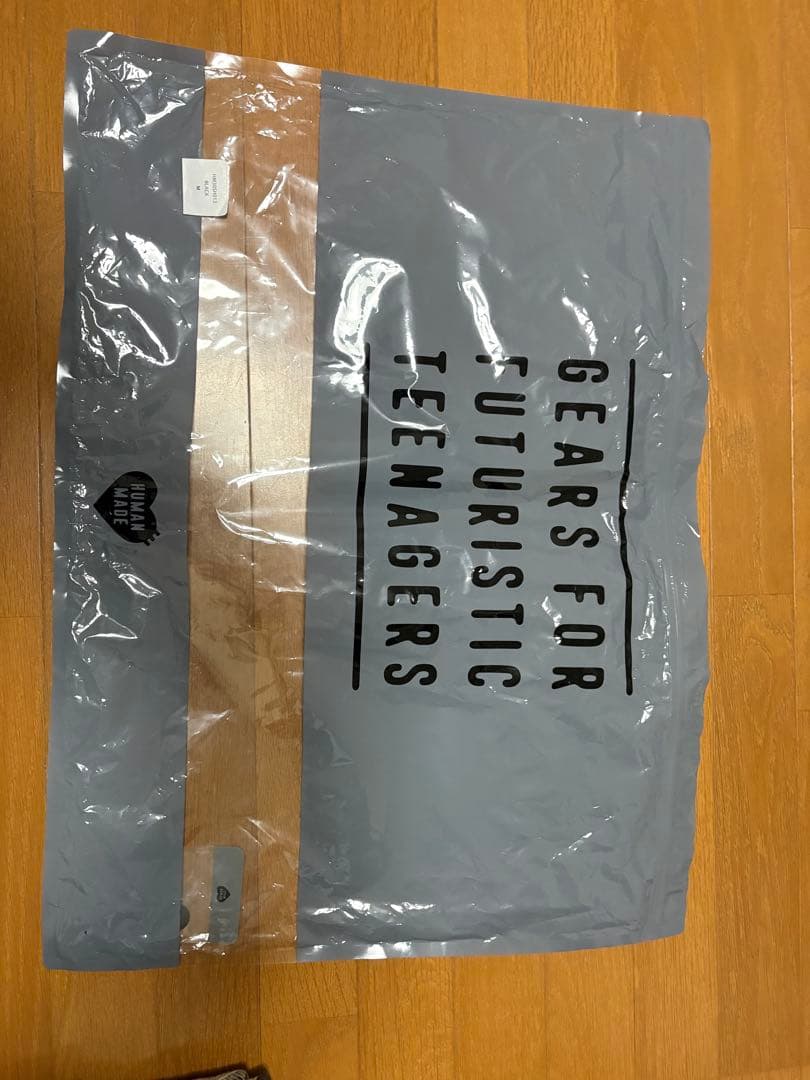 GEARS FOR
FUTURISTIC
TEENAGERS
BLACK
M
HUMAN
MADE